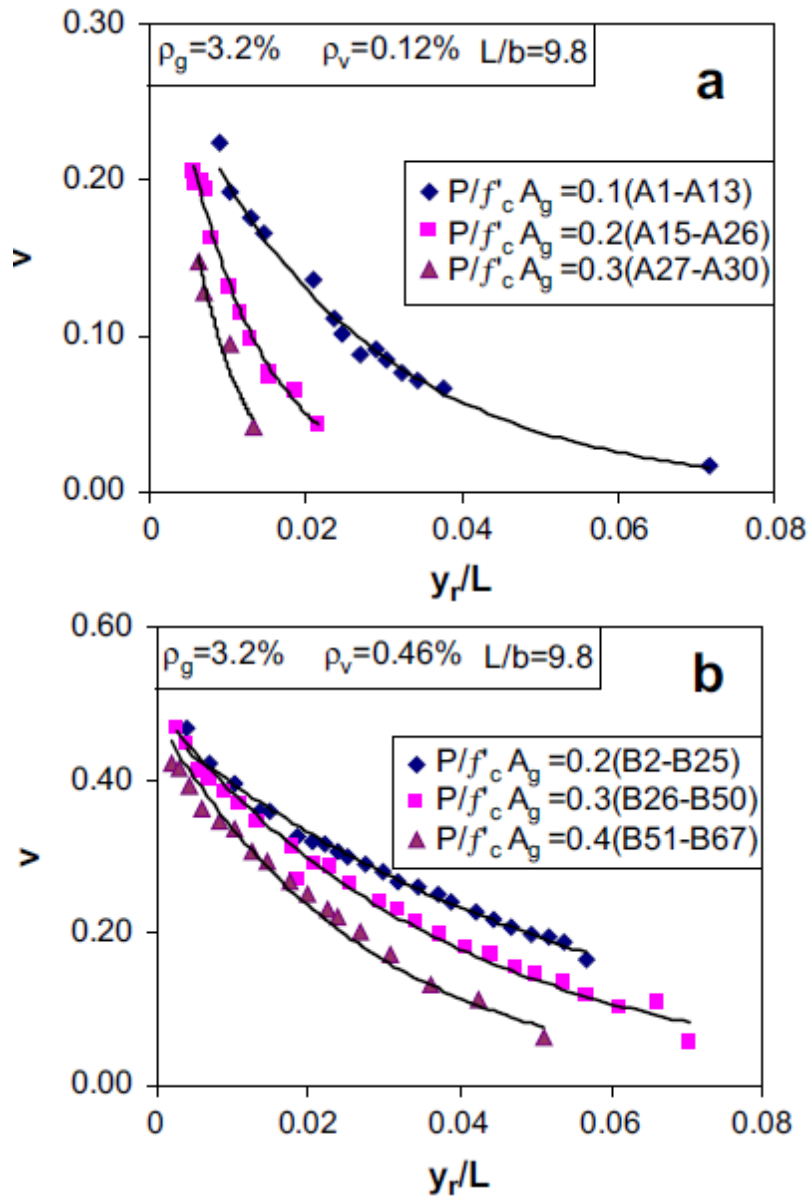 0.30
ρg=3.2% ρv=0.12% L/b=9.8
a
0.20
P/f'c Ag =0.1(A1-A13)
P/f'c Ag =0.2(A15-A26)
P/f'c Ag =0.3(A27-A30)
v
0.10
0.00
0 0.02 0.04 0.06 0.08
yr/L
0.60
ρg=3.2% ρv=0.46% L/b=9.8
b
P/f'c Ag =0.2(B2-B25)
0.40
P/f'c Ag =0.3(B26-B50)
P/f'c Ag =0.4(B51-B67)
v
0.20
0.00
0 0.02 0.04 0.06 0.08
yr/L